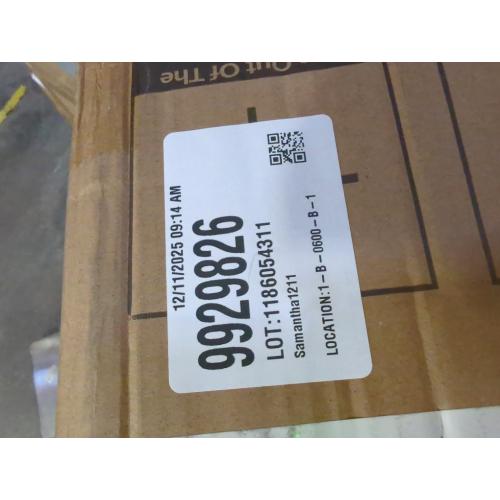 Out Of The
12/11/2025 09:14 AM
9929826
LOT:1186054311
Samantha1211
LOCATION:1-B-0600-B-1